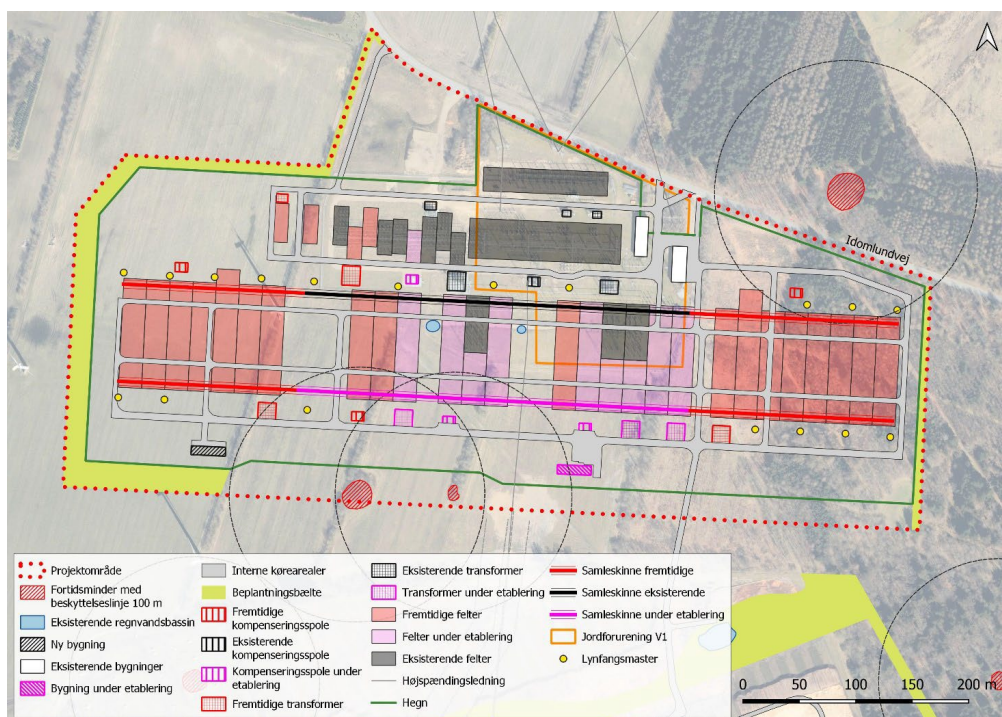 Idomlundvej
Projektområde
Fortidsminder med
beskyttelseslinje 100 m
Eksisterende regnvandsbassin
Ny bygning
Eksisterende bygninger
Bygning under etablering
Interne kørearealer
Beplantningsbælte
Fremtidige
kompenseringsspole
Eksisterende
kompenseringsspole
Kompenseringsspole under
etablering
Fremtidige transformer
Eksisterende transformer
Transformer under etablering
Fremtidige felter
Felter under etablering
Eksisterende felter
Højspændingsledning
Hegn
Samleskinne fremtidige
Samleskinne eksisterende
Samleskinne under etablering
Jordforurening V1
Lynfangsmaster
0 50 100 150 200 m